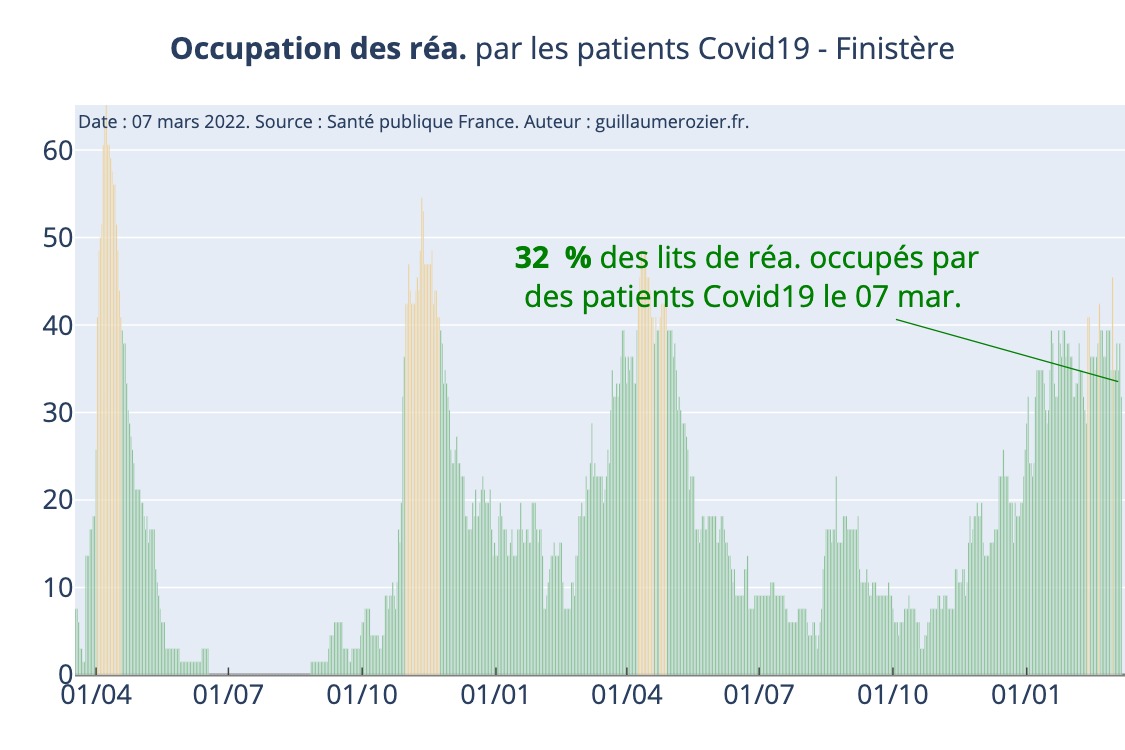 Occupation des réa. par les patients Covid19 - Finistère
Date : 07 mars 2022. Source : Santé publique France. Auteur : guillaumerozier.fr.
60
50
32 % des lits de réa. occupés par
des patients Covid19 le 07 mar.
40
30
20
10
0
01/04 01/07 01/10 01/01 01/04 01/07 01/10 01/01